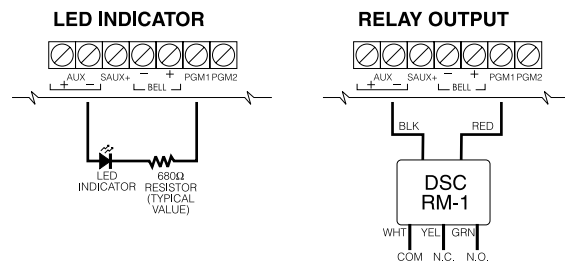 LED INDICATOR
AUX SAUX+ − + PGM1 PGM2
+ − BELL
LED
INDICATOR
680Ω
RESISTOR
(TYPICAL
VALUE)
RELAY OUTPUT
AUX SAUX+ − + PGM1 PGM2
+ − BELL
BLK RED
DSC
RM-1
WHT YEL GRN
COM N.C. N.O.